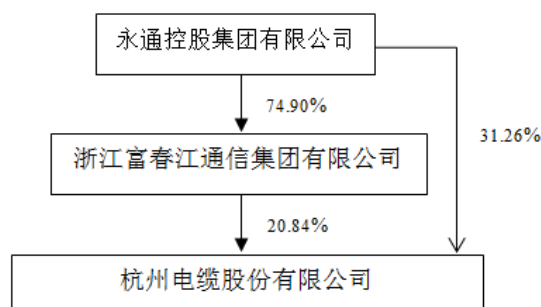 永通控股集团有限公司
74.90%
31.26%
浙江富春江通信集团有限公司
20.84%
杭州电缆股份有限公司